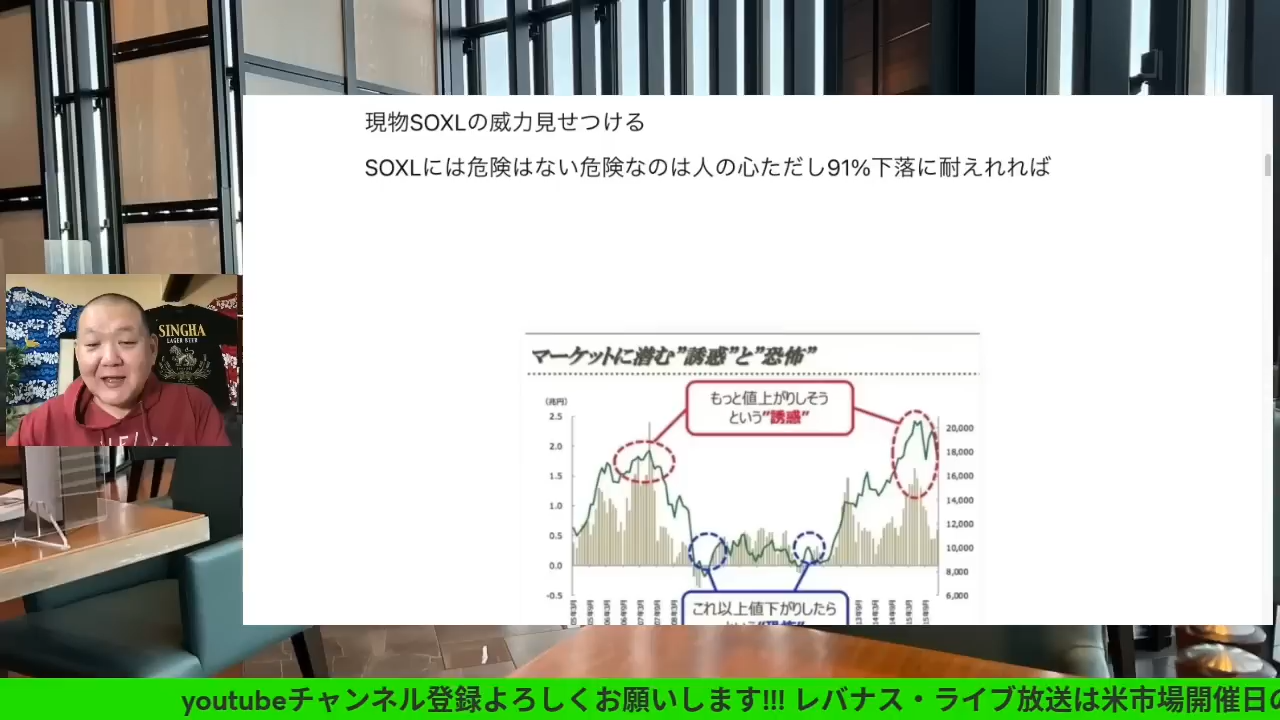 現物SOXLの威力見せつける
SOXLには危険はない危険なのは人の心ただし91%下落に耐えれれば
SINGHA
LAGER BEER
マーケットに潜む"誘惑"と"恐怖"
もっと値上がりしそう
という"誘惑"
(兆円)
2.5
2.0
1.5
1.0
0.5
0.0
-0.5
20,000
18,000
16,000
14,000
12,000
10,000
8,000
6,000
これ以上値下がりしたら
youtubeチャンネル登録よろしくお願いします!!! レバナス・ライブ放送は米市場開催日の